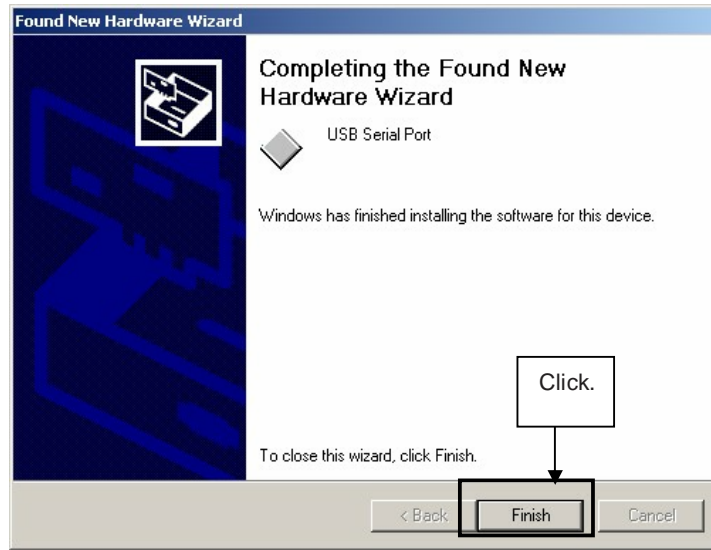 Found New Hardware Wizard
Completing the Found New
Hardware Wizard
USB Serial Port
Windows has finished installing the software for this device.
Click.
To close this wizard, click Finish.
< Back
Finish
Cancel